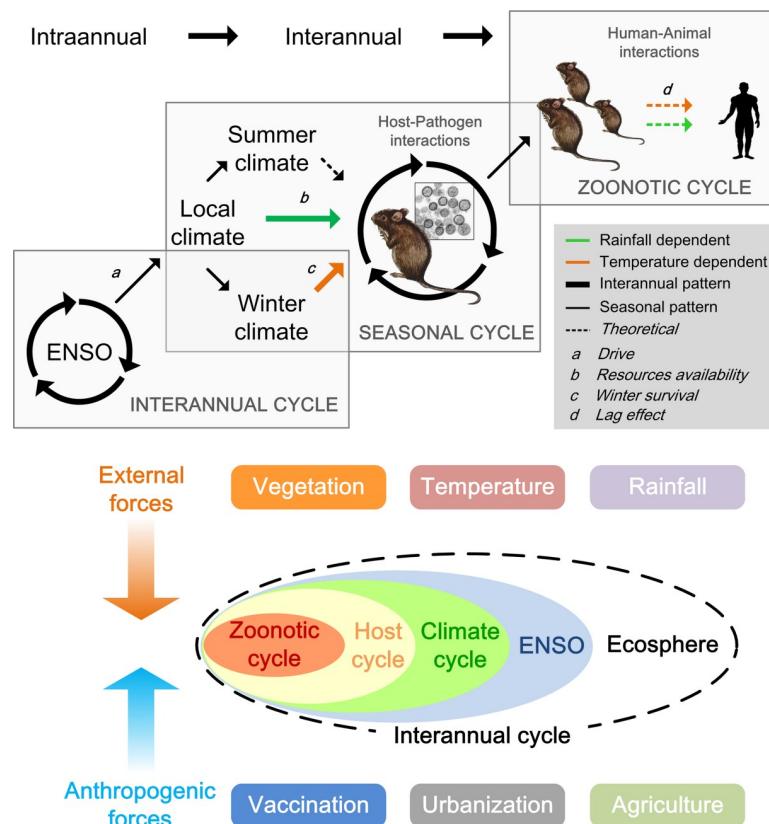 Intraannual
Interannual
Human-Animal
interactions
d
ZOONOTIC CYCLE
Summer
climate
Host-Pathogen
interactions
b
Local
climate
a
c
Winter
climate
SEASONAL CYCLE
ENSO
INTERANNUAL CYCLE
Rainfall dependent
Temperature dependent
Interannual pattern
Seasonal pattern
Theoretical
a Drive
b Resources availability
c Winter survival
d Lag effect
External
forces
Vegetation
Temperature
Rainfall
Zoonotic
cycle
Host
cycle
Climate
cycle
ENSO
Ecosphere
Interannual cycle
Anthropogenic
forces
Vaccination
Urbanization
Agriculture